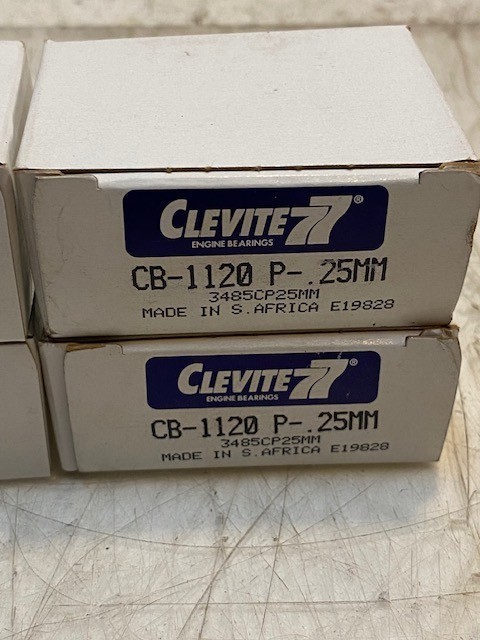 CLEVITE 77®
ENGINE BEARINGS
CB-1120 P-.25MM
3485CP25MM
MADE IN S.AFRICA E19828
CLEVITE 77®
ENGINE BEARINGS
CB-1120 P-.25MM
3485CP25MM
MADE IN S.AFRICA E19828